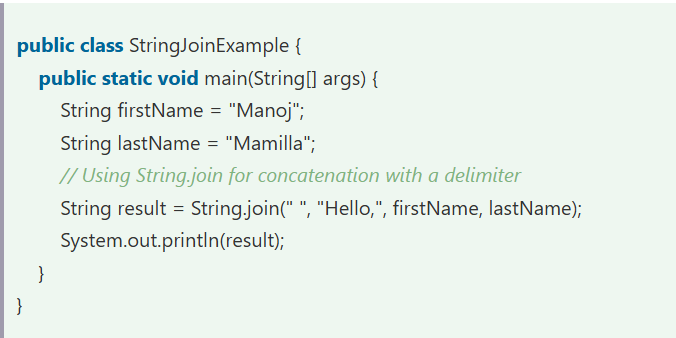 public class StringJoinExample {
public static void main(String[] args) {
String firstName = "Manoj";
String lastName = "Mamilla";
// Using String.join for concatenation with a delimiter
String result = String.join(" ", "Hello,", firstName, lastName);
System.out.println(result);
}
}